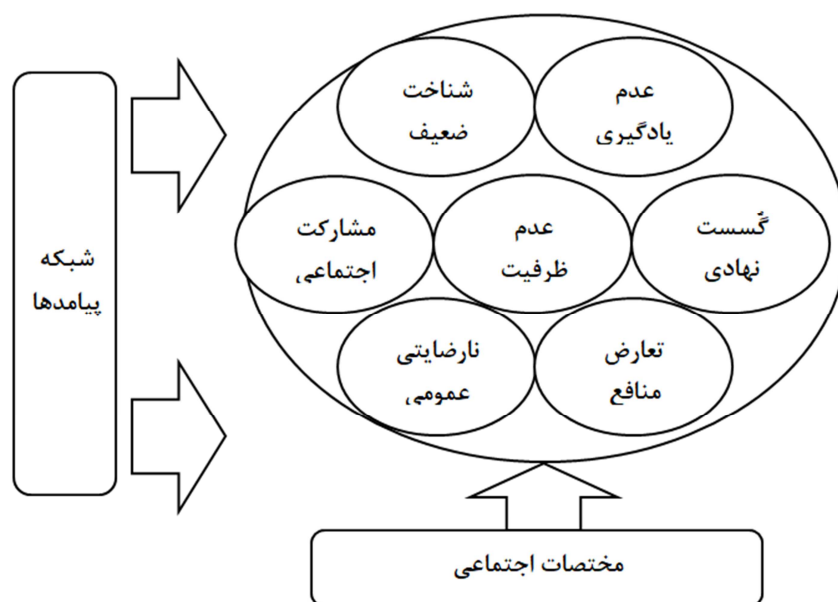 عدم
یادگیری
شناخت
ضعیف
گسست
نهادی
عدم
ظرفیت
مشارکت
اجتماعی
تعارض
منافع
نارضایتی
عمومی
شبکه
پیامدها
مختصات اجتماعی